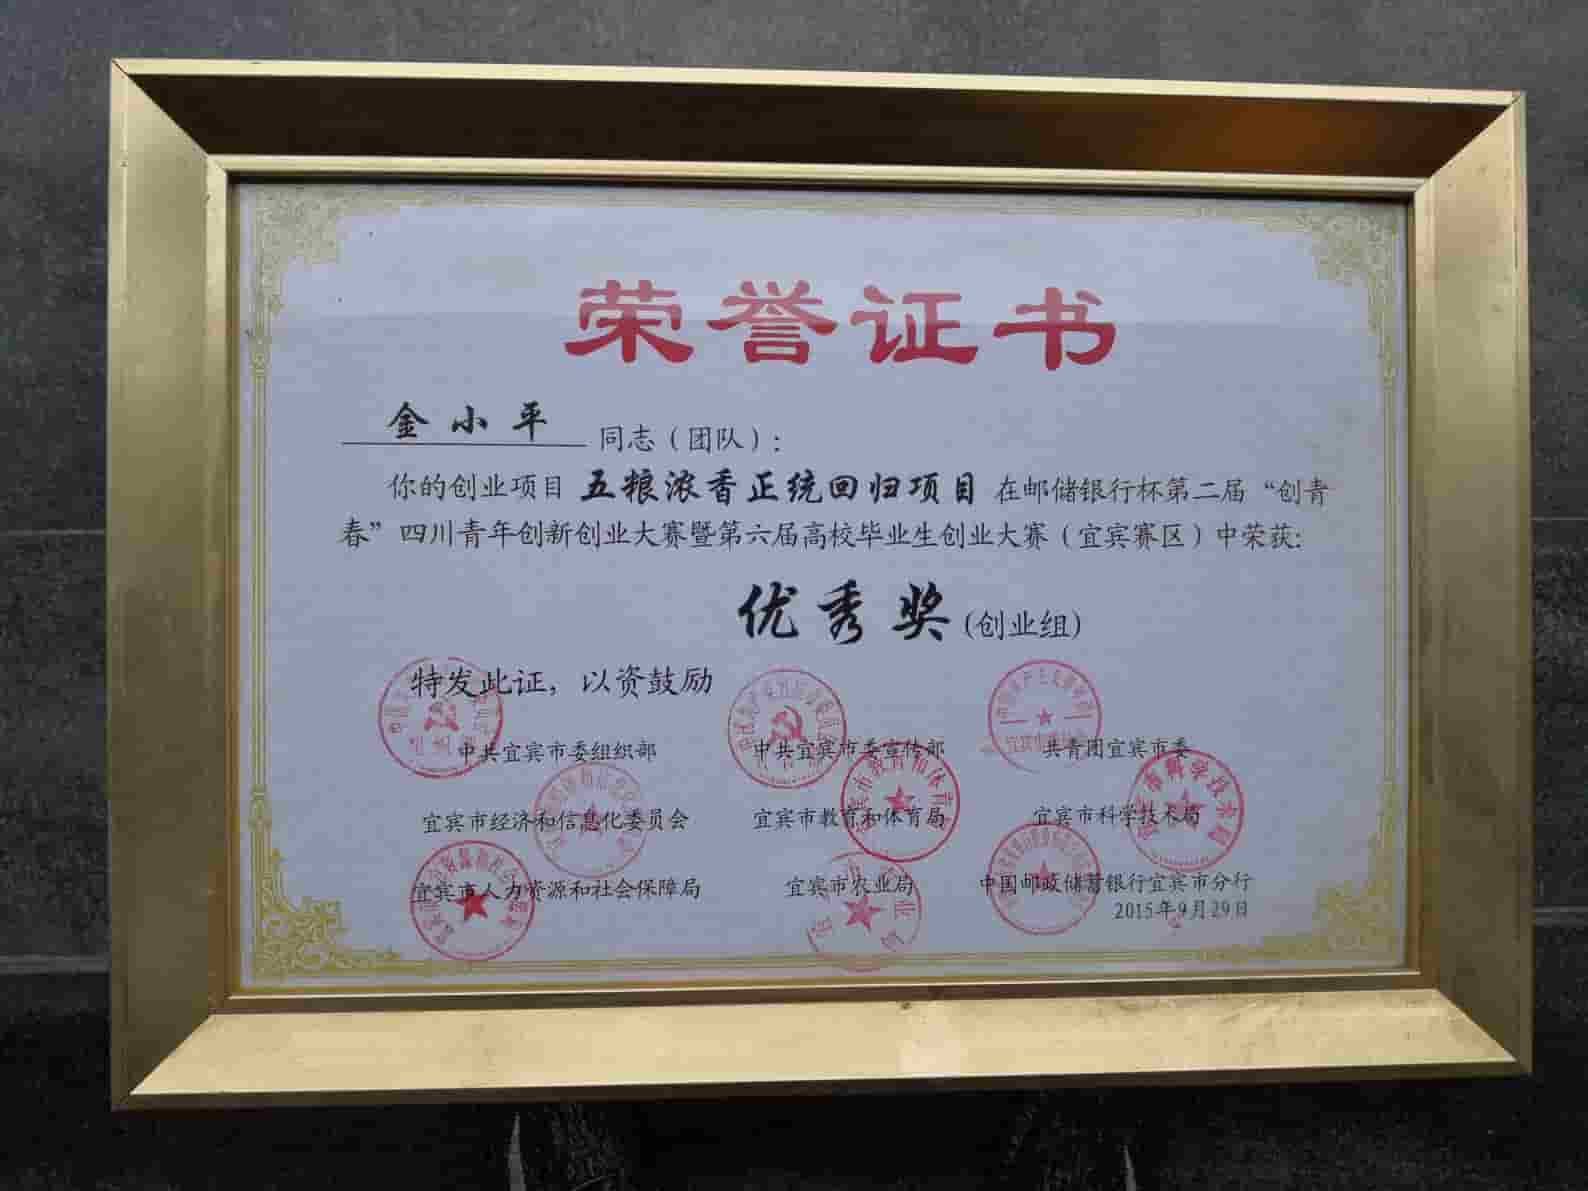 荣誉证书
金小平 同志（团队）：
你的创业项目 五粮浓香正统回归项目 在邮储银行杯第二届“创青
春”四川青年创新创业大赛暨第六届高校毕业生创业大赛（宜宾赛区）中荣获：
优秀奖（创业组）
特发此证，以资鼓励
中共宜宾市委组织部 中共宜宾市委宣传部 共青团宜宾市委
宜宾市经济和信息化委员会 宜宾市教育和体育局 宜宾市科学技术局
宜宾市人力资源和社会保障局 宜宾市农业局 中国邮政储蓄银行宜宾市分行
2015年9月29日